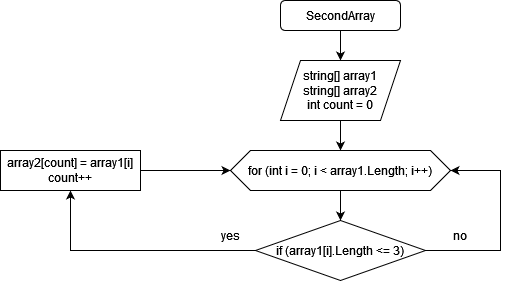 SecondArray
string[] array1
string[] array2
int count = 0
array2[count] = array1[i]
count++
for (int i = 0; i < array1.Length; i++)
yes
no
if (array1[i].Length <= 3)